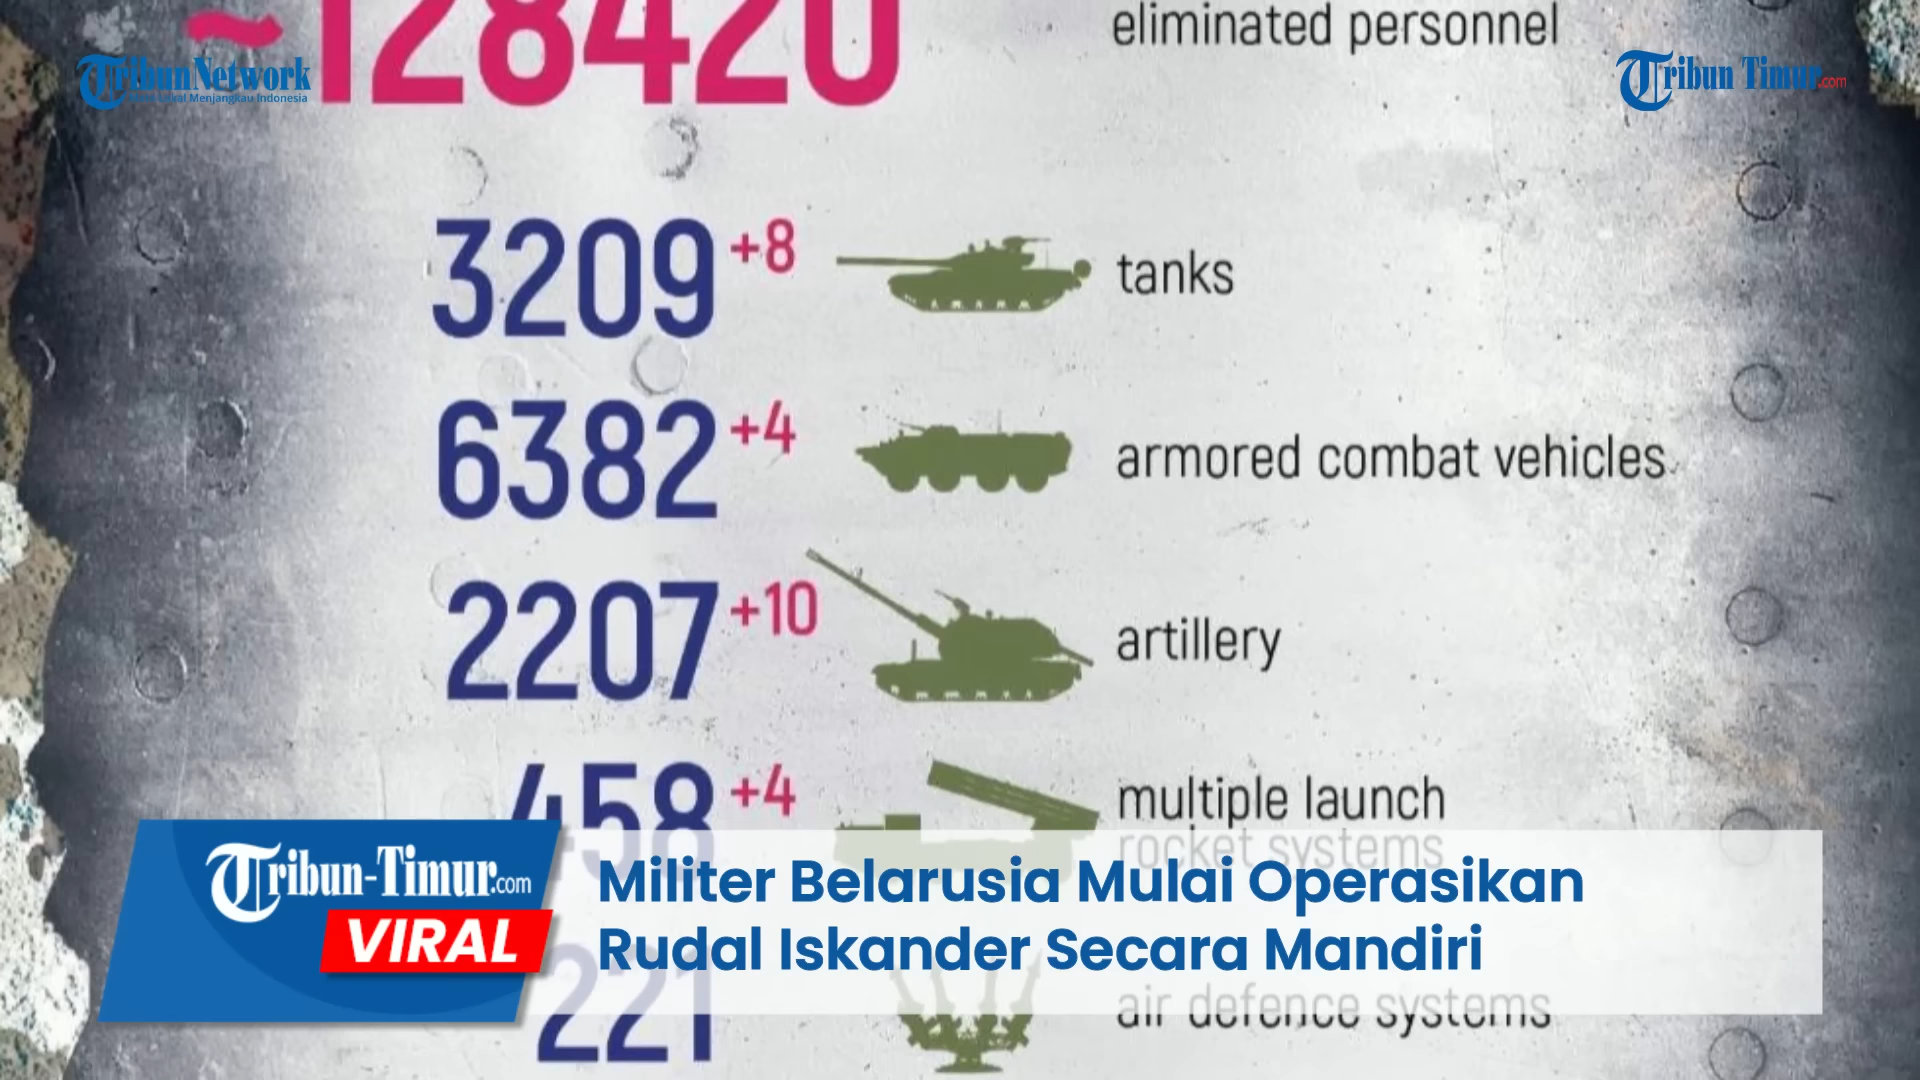 ~128420
eliminated personnel
TribunNetwork
Menjangkau Indonesia
Tribun Timur.com
3209 +8 tanks
6382 +4 armored combat vehicles
2207 +10 artillery
458 +4 multiple launch
rocket systems
Tribun-Timur.com
VIRAL
Militer Belarusia Mulai Operasikan
Rudal Iskander Secara Mandiri
221 air defence systems